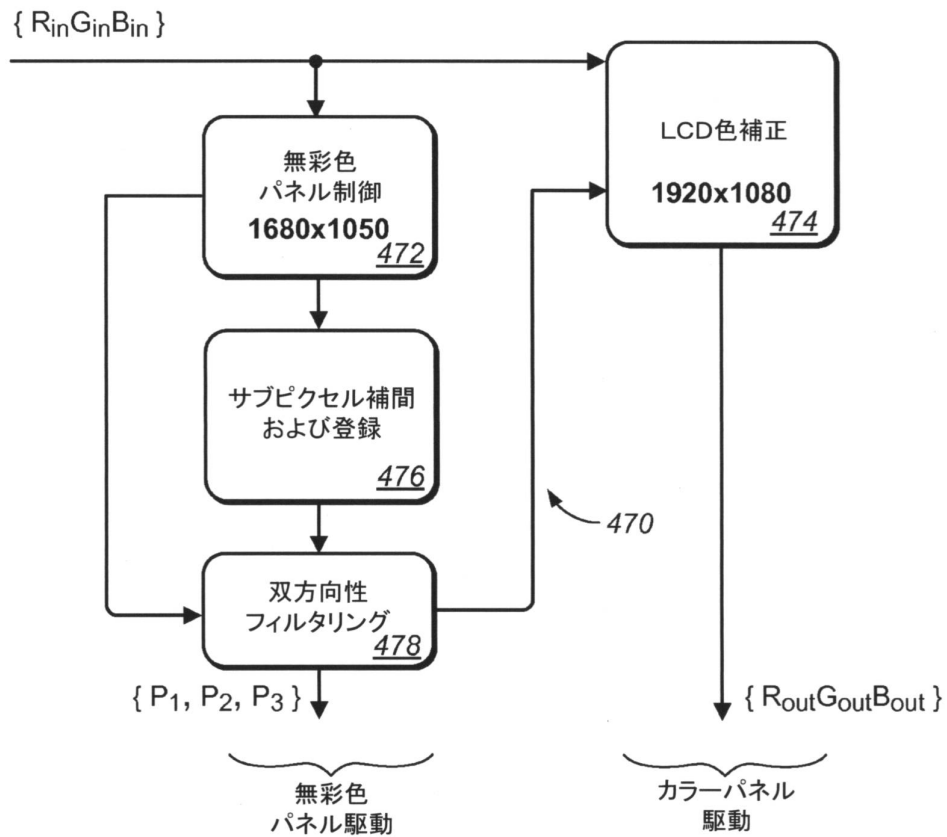 { RinGinBin }
無彩色
パネル制御
1680x1050
472
LCD色補正
1920x1080
474
サブピクセル補間
および登録
476
470
双方向性
フィルタリング
478
{ P1, P2, P3 }
{ RoutGoutBout }
無彩色
パネル駆動
カラーパネル
駆動